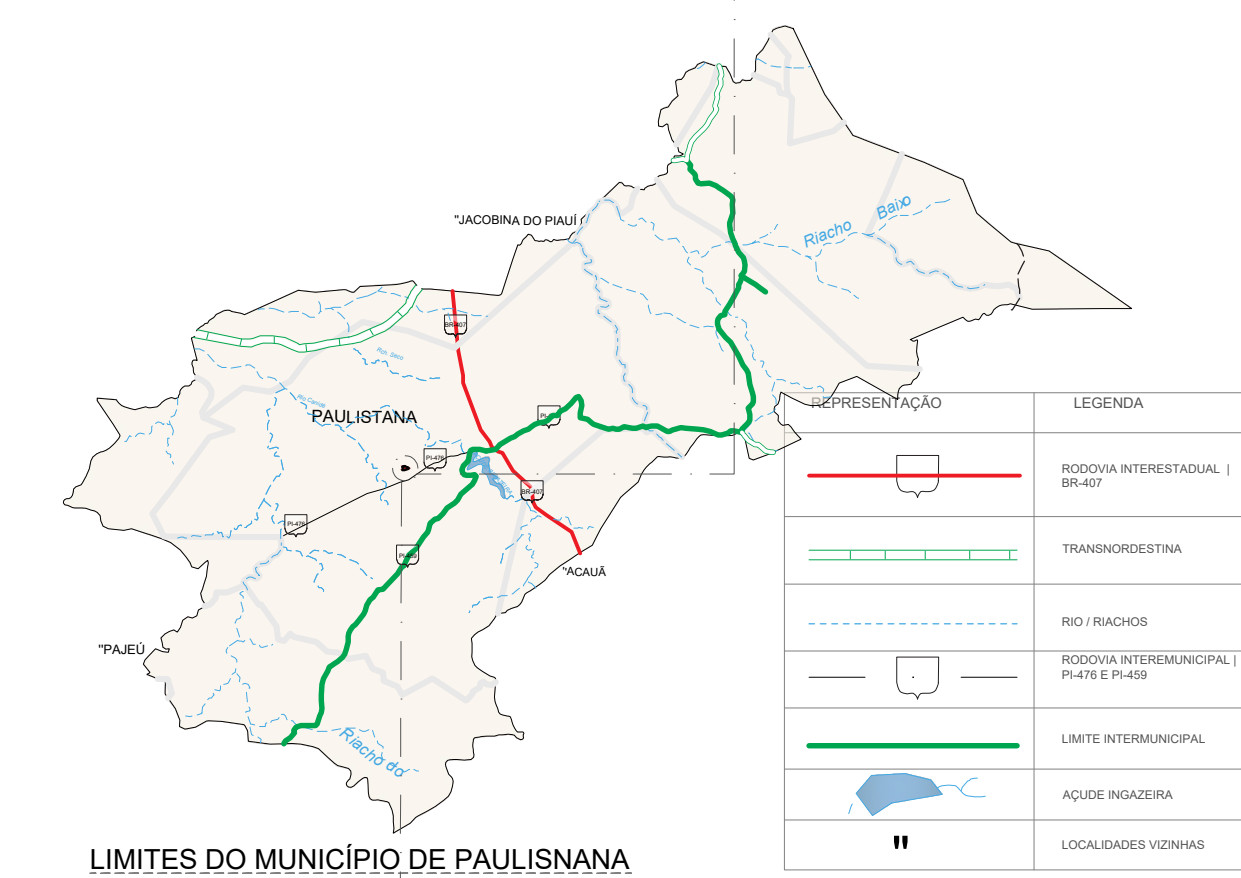 Riacho
Baixo
"JACOBINA DO PIAUÍ
BR-407
Rch. Seco
PAULISTANA
PI-476
BR-407
PI-476
PI-459
"ACAUÃ
"PAJEÚ
Riacho do
LIMITES DO MUNICÍPIO DE PAULISNANA
REPRESENTAÇÃO
LEGENDA
RODOVIA INTERESTADUAL |
BR-407
TRANSNORDESTINA
RIO / RIACHOS
RODOVIA INTEREMUNICIPAL |
PI-476 E PI-459
LIMITE INTERMUNICIPAL
AÇUDE INGAZEIRA
"
LOCALIDADES VIZINHAS